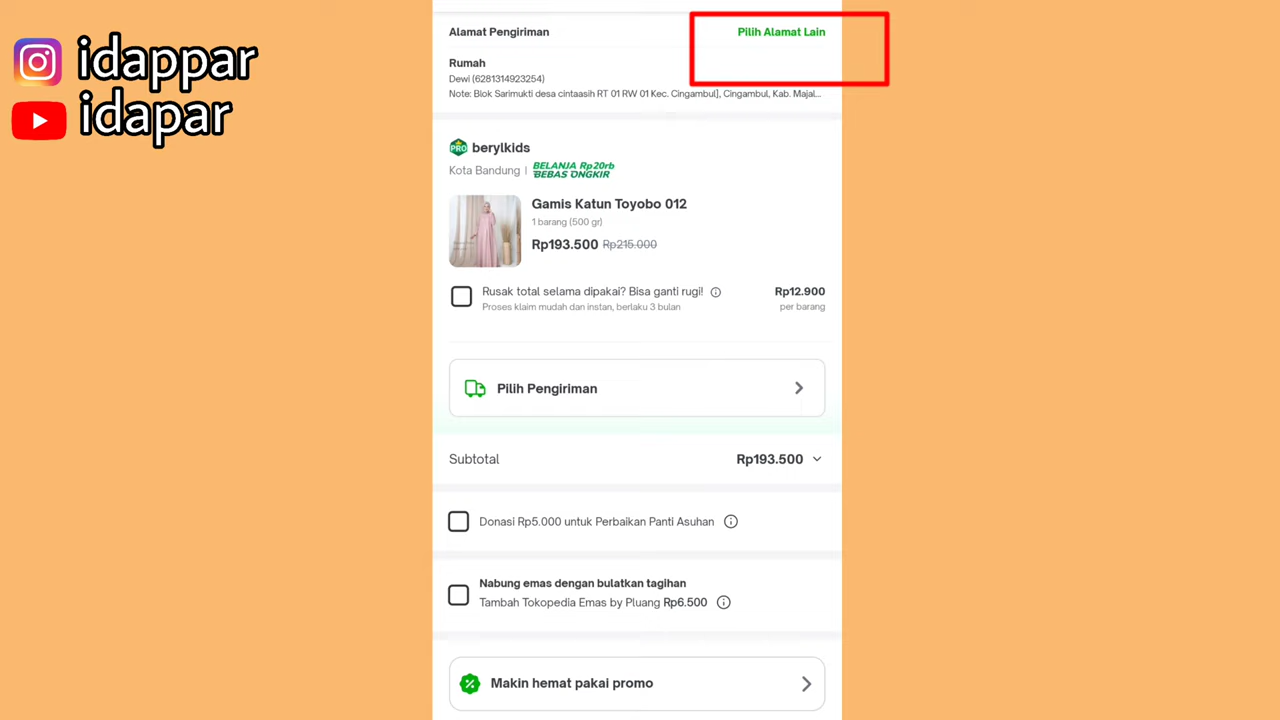 idappar
idapar
Alamat Pengiriman
Pilih Alamat Lain
Rumah
Dewi (6281314923254)
Note: Blok Sarimukti desa cintaasih RT 01 RW 01 Kec. Cingambul], Cingambul, Kab. Majal...
PRO berylkids
Kota Bandung | BELANJA Rp20rb
BEBAS ONGKIR
Gamis Katun Toyobo 012
1 barang (500 gr)
Rp193.500 Rp215.000
Rusak total selama dipakai? Bisa ganti rugi! Rp12.900
Proses klaim mudah dan instan, berlaku 3 bulan per barang
Pilih Pengiriman
Subtotal Rp193.500
Donasi Rp5.000 untuk Perbaikan Panti Asuhan
Nabung emas dengan bulatkan tagihan
Tambah Tokopedia Emas by Pluang Rp6.500
Makin hemat pakai promo